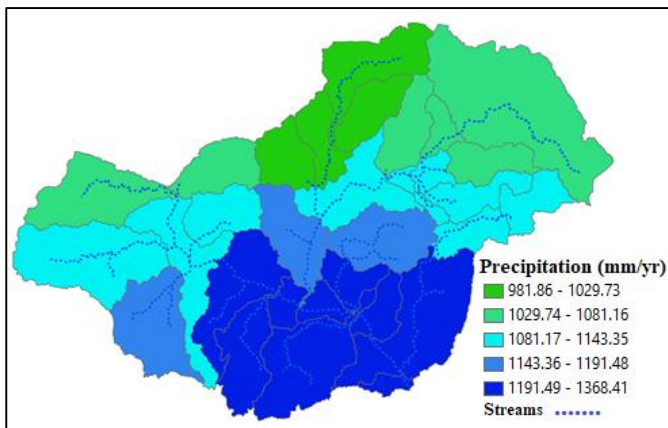 Precipitation (mm/yr)
981.86 - 1029.73
1029.74 - 1081.16
1081.17 - 1143.35
1143.36 - 1191.48
1191.49 - 1368.41
Streams